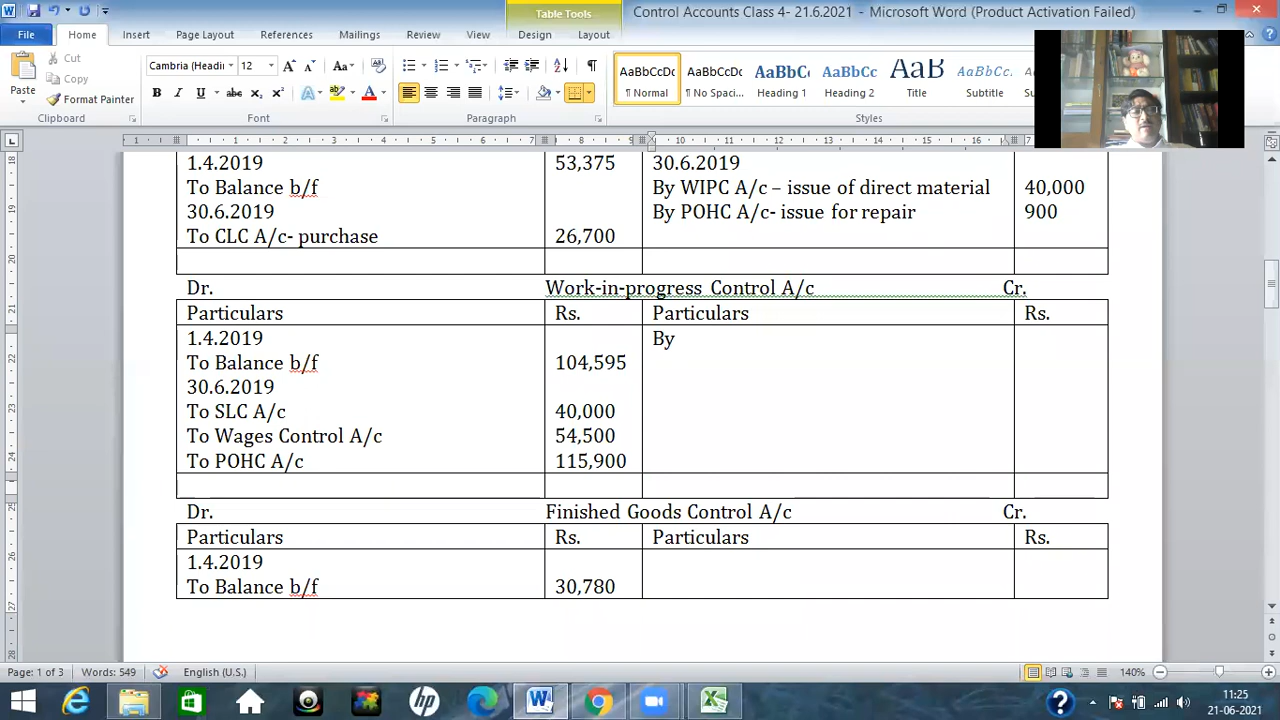 Control Accounts Class 4- 21.6.2021 - Microsoft Word (Product Activation Failed)
Table Tools
File Home Insert Page Layout References Mailings Review View Design Layout
Paste
Cut
Copy
Format Painter
Clipboard
Cambria (Headi 12
Font
Paragraph
AaBbCcDc AaBbCcDc AaBbC AaBbCc AaB AaBbCcL
¶ Normal ¶ No Spaci... Heading 1 Heading 2 Title Subtitle
Styles
1.4.2019 53,375 30.6.2019
To Balance b/f By WIPC A/c – issue of direct material 40,000
30.6.2019 By POHC A/c- issue for repair 900
To CLC A/c- purchase 26,700
Dr. Work-in-progress Control A/c Cr.
Particulars Rs. Particulars Rs.
1.4.2019 By
To Balance b/f 104,595
30.6.2019
To SLC A/c 40,000
To Wages Control A/c 54,500
To POHC A/c 115,900
Dr. Finished Goods Control A/c Cr.
Particulars Rs. Particulars Rs.
1.4.2019
To Balance b/f 30,780
Page: 1 of 3 Words: 549 English (U.S.) 140%
11:25
21-06-2021